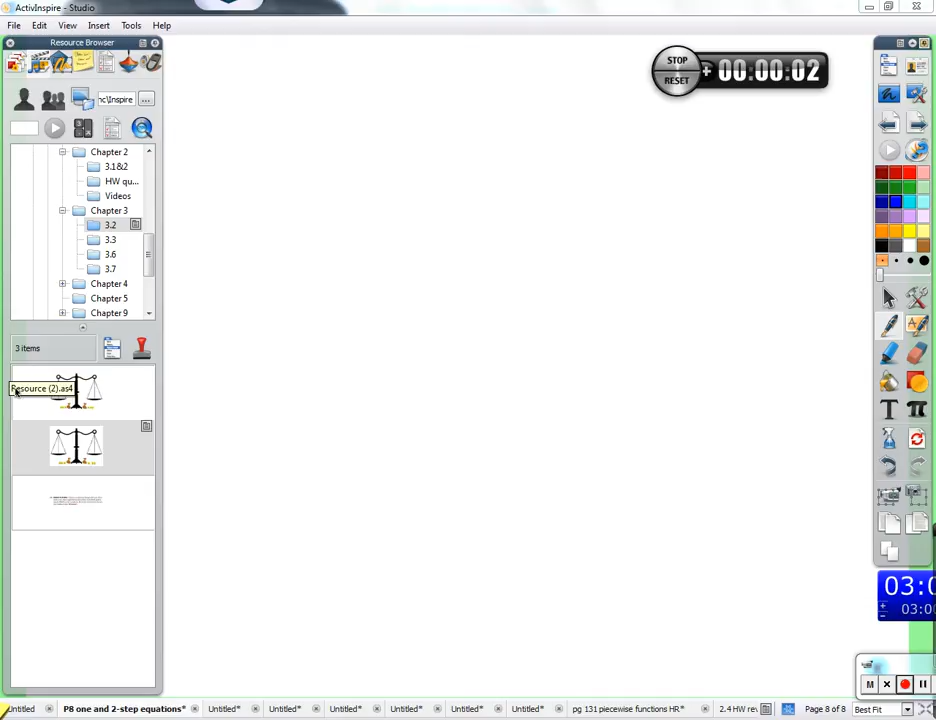 ActivInspire - Studio
File Edit View Insert Tools Help
Resource Browser
STOP
RESET
+ 00:00:02
nc\Inspire ...
Chapter 2
3.1&2
HW qu...
Videos
Chapter 3
3.2
3.3
3.6
3.7
Chapter 4
Chapter 5
Chapter 9
3 items
Resource (2).as4
T π
03:0
03:00
M
Untitled P8 one and 2-step equations* Untitled* Untitled* Untitled* Untitled* Untitled* Untitled* pg 131 piecewise functions HR* 2.4 HW rev Page 8 of 8 Best Fit